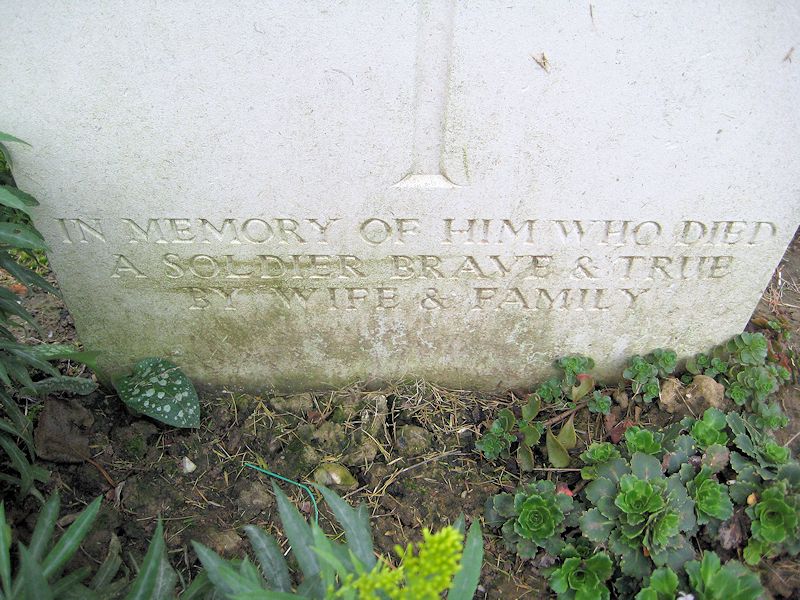 IN MEMORY OF HIM WHO DIED
A SOLDIER BRAVE & TRUE
BY WIFE & FAMILY